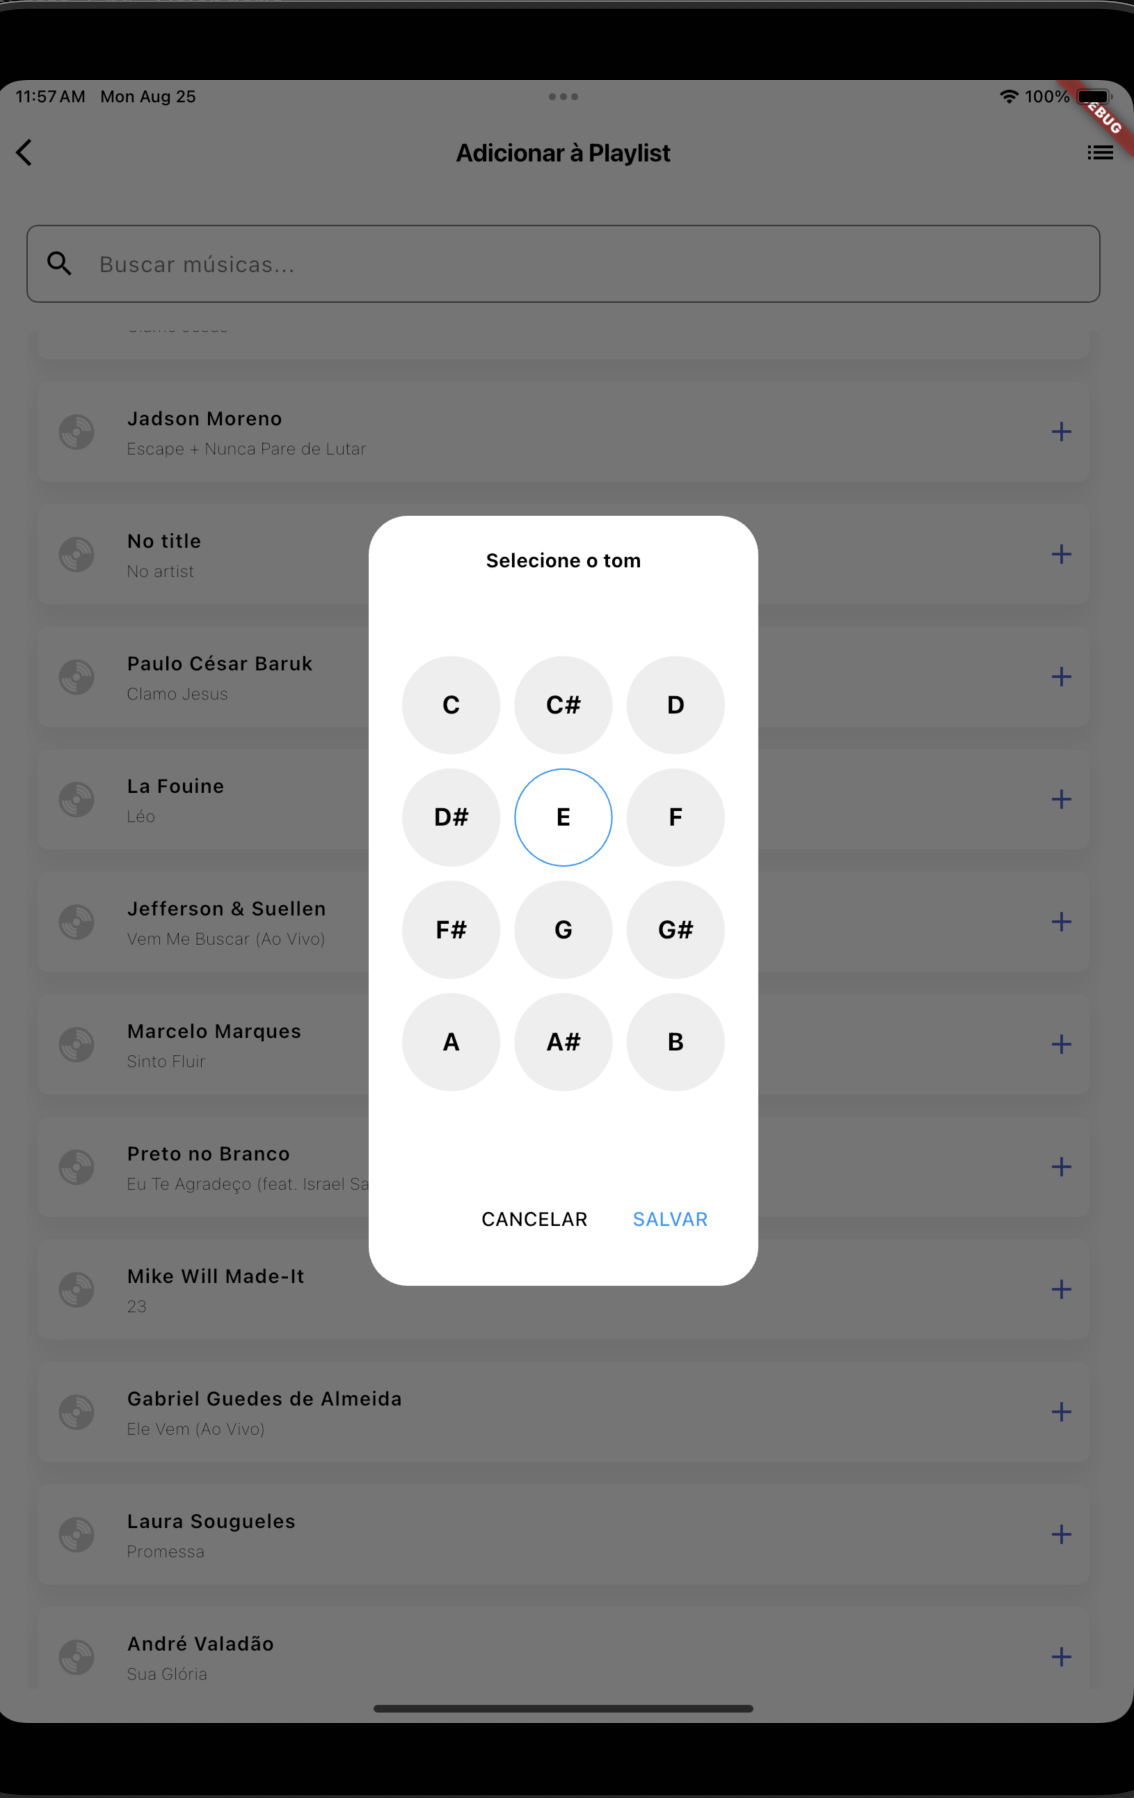 11:57 AM Mon Aug 25
100%
EBUG
Adicionar à Playlist
Buscar músicas...
Jadson Moreno
Escape + Nunca Pare de Lutar
No title
No artist
Paulo César Baruk
Clamo Jesus
La Fouine
Léo
Jefferson & Suellen
Vem Me Buscar (Ao Vivo)
Marcelo Marques
Sinto Fluir
Preto no Branco
Eu Te Agradeço (feat. Israel Sa
Mike Will Made-It
23
Gabriel Guedes de Almeida
Ele Vem (Ao Vivo)
Laura Sougueles
Promessa
André Valadão
Sua Glória
Selecione o tom
C C# D
D# E F
F# G G#
A A# B
CANCELAR SALVAR